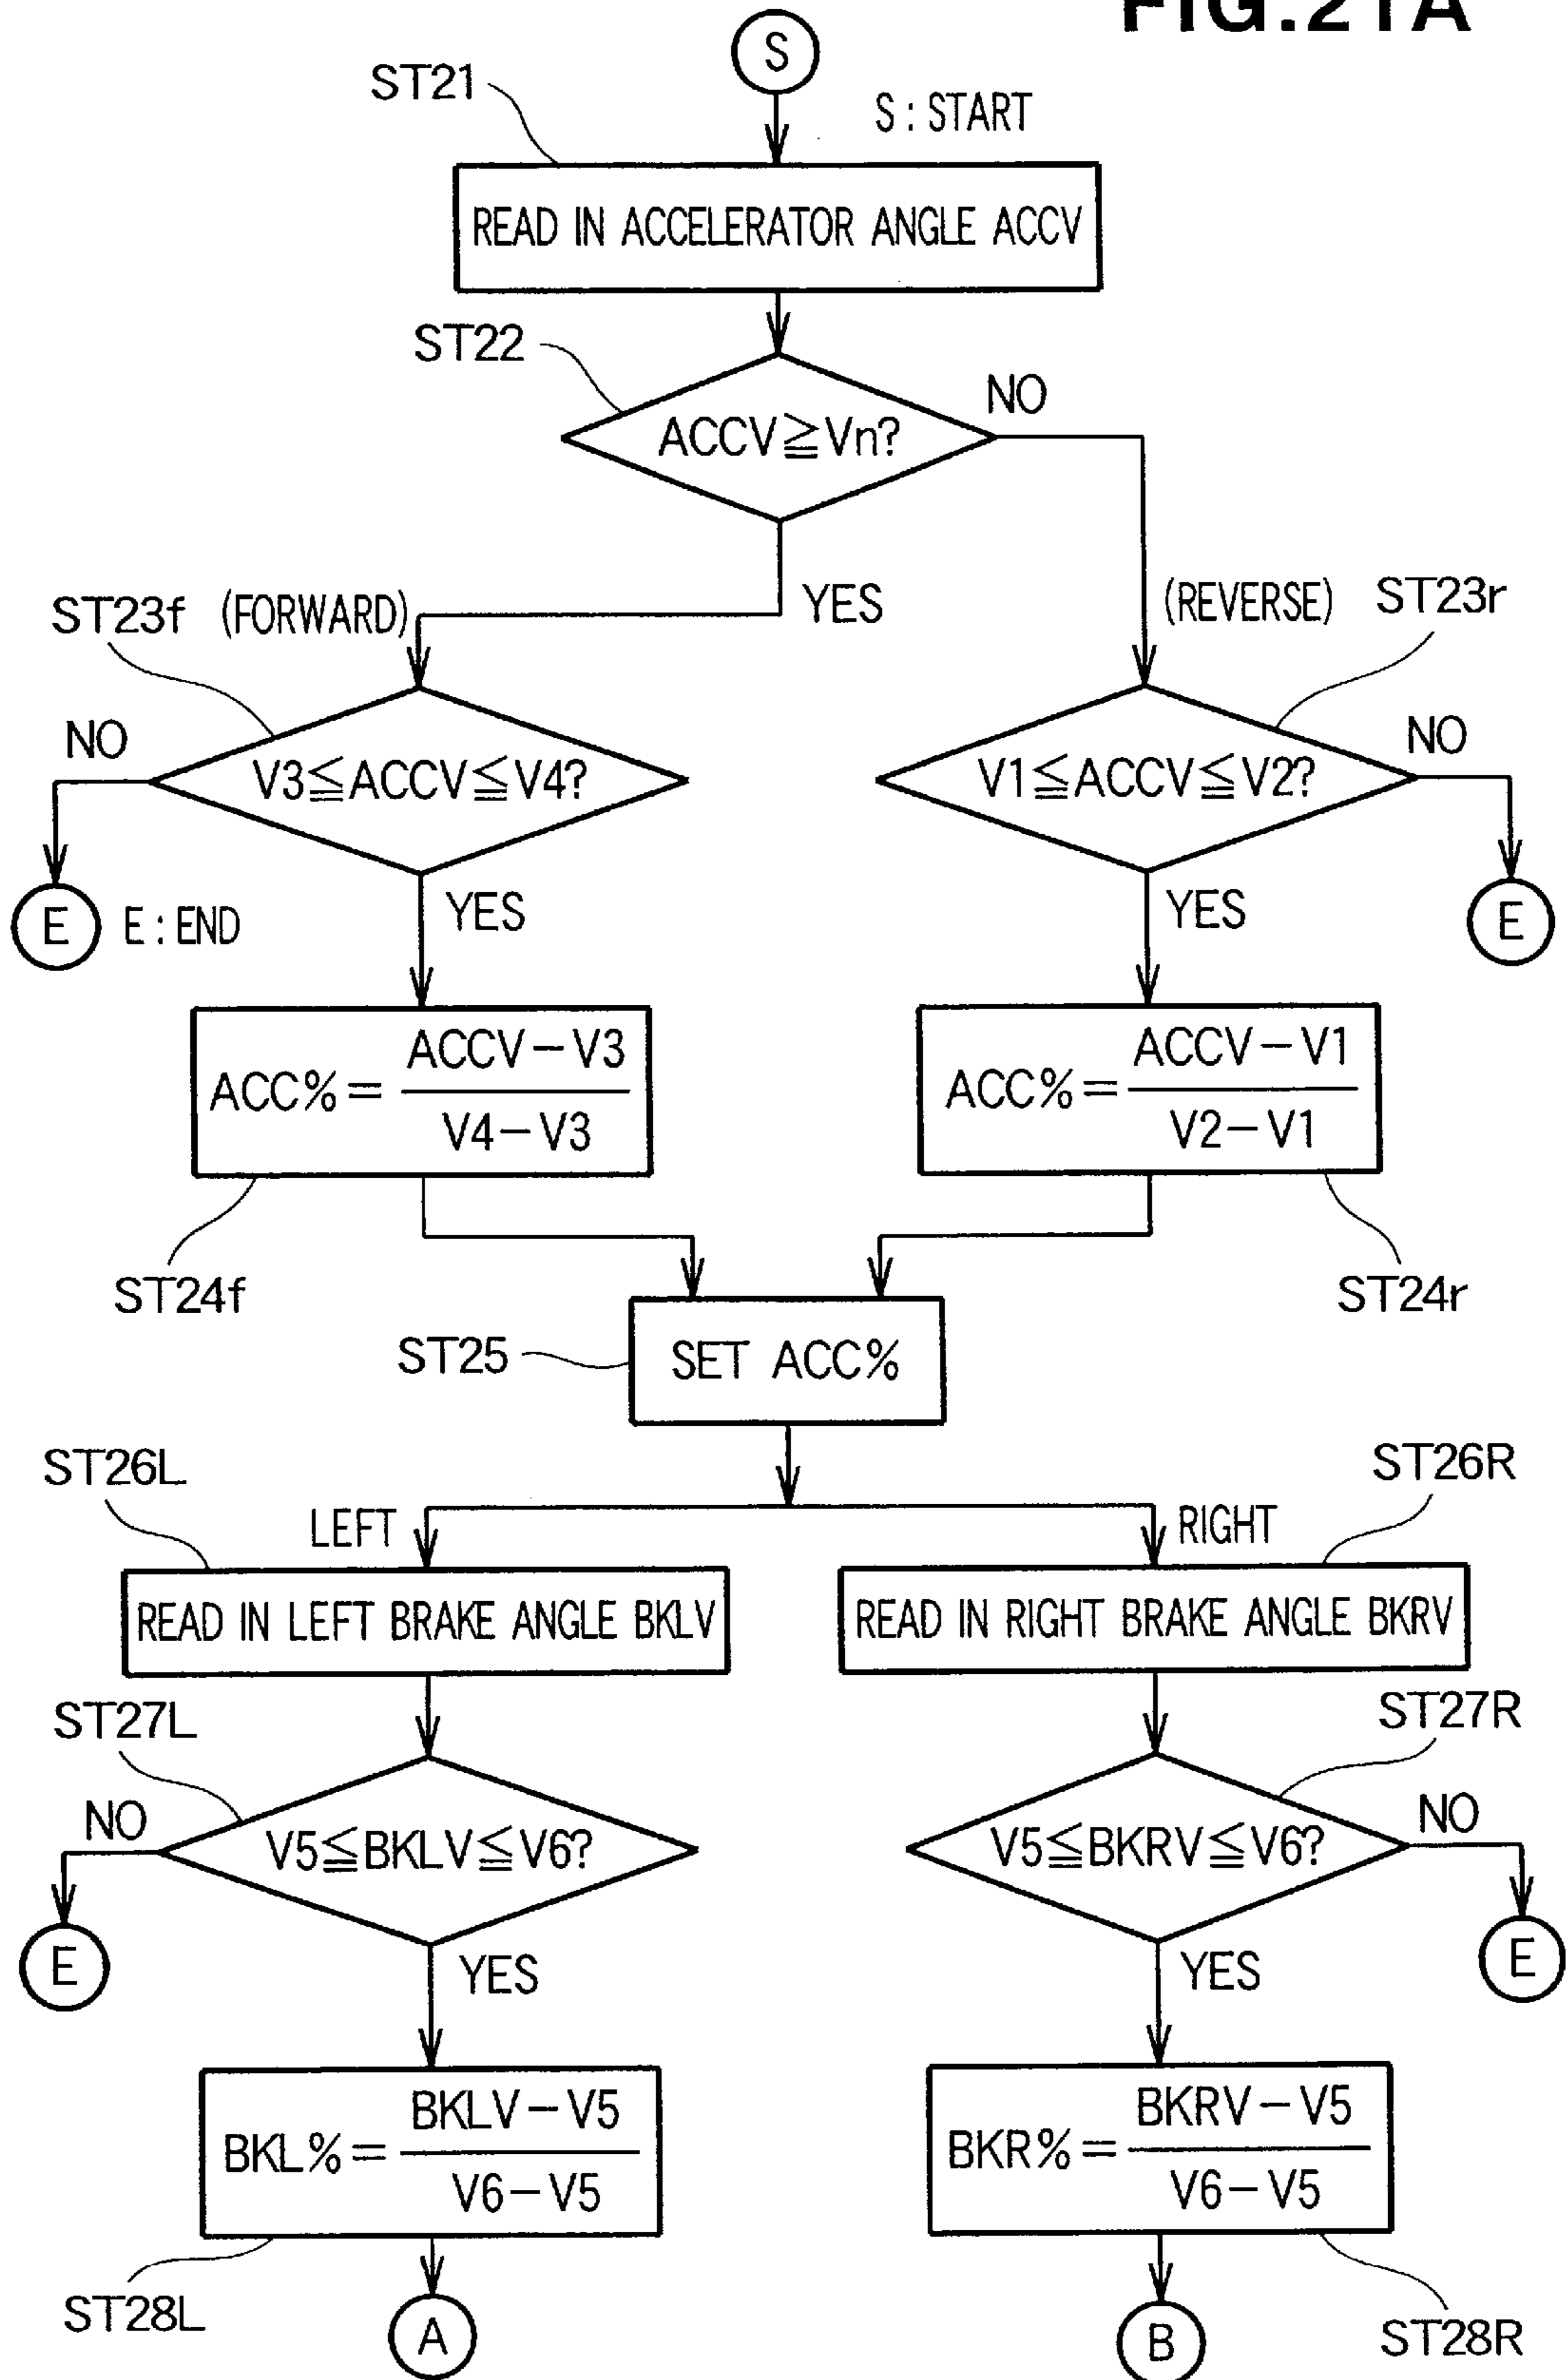 FIG.21A
S
ST21
S : START
READ IN ACCELERATOR ANGLE ACCV
ST22
NO
ACCV≧Vn?
YES
ST23f (FORWARD)
(REVERSE) ST23r
NO
V3≦ACCV≦V4?
V1≦ACCV≦V2?
NO
E
E : END
YES
YES
E
ACC%= ACCV−V3
V4−V3
ACC%= ACCV−V1
V2−V1
ST24f
ST24r
ST25
SET ACC%
ST26L
ST26R
LEFT
RIGHT
READ IN LEFT BRAKE ANGLE BKLV
READ IN RIGHT BRAKE ANGLE BKRV
ST27L
ST27R
NO
V5≦BKLV≦V6?
V5≦BKRV≦V6?
NO
E
YES
YES
E
BKL%= BKLV−V5
V6−V5
BKR%= BKRV−V5
V6−V5
ST28L
A
B
ST28R